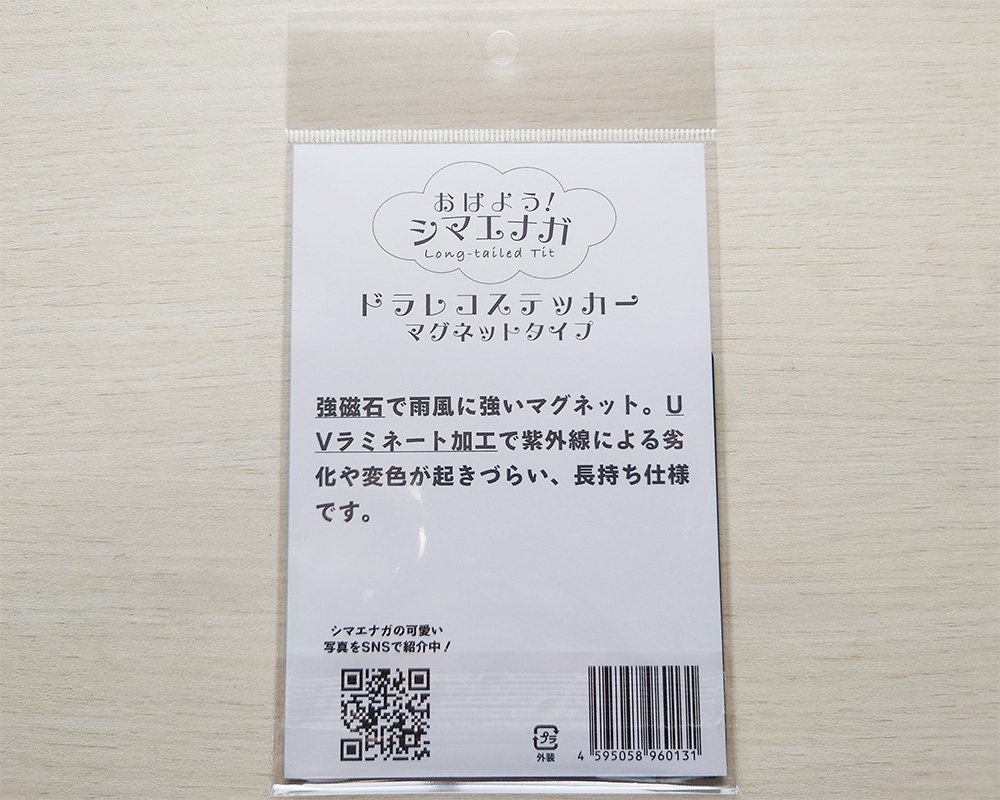 おはよう!
シマエナガ
Long-tailed Tit
ドラレコステッカー
マグネットタイプ
強磁石で雨風に強いマグネット。U
Vラミネート加工で紫外線による劣
化や変色が起きづらい、長持ち仕様
です。
シマエナガの可愛い
写真をSNSで紹介中!
プラ
外装
4 595058 960131